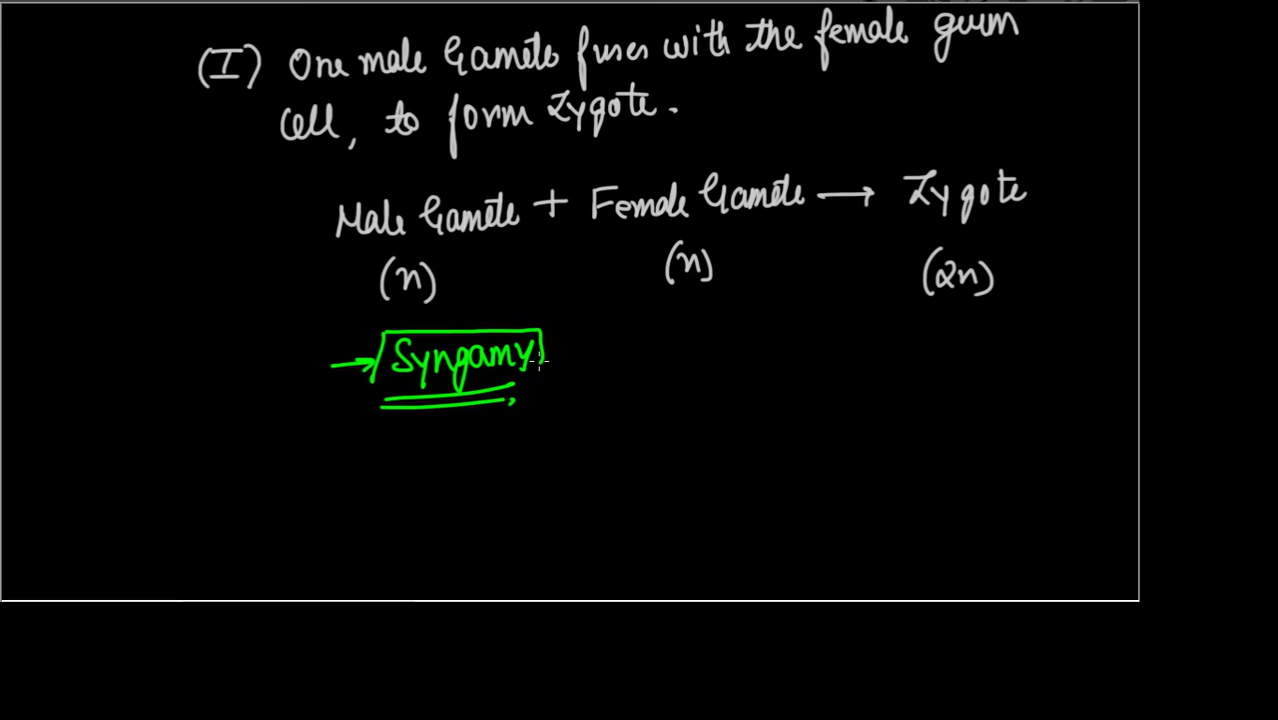 (I) One male Gamete fuses with the female germ
cell, to form Zygote.
Male Gamete + Female Gamete → Zygote
(n) (n) (2n)
→ Syngamy